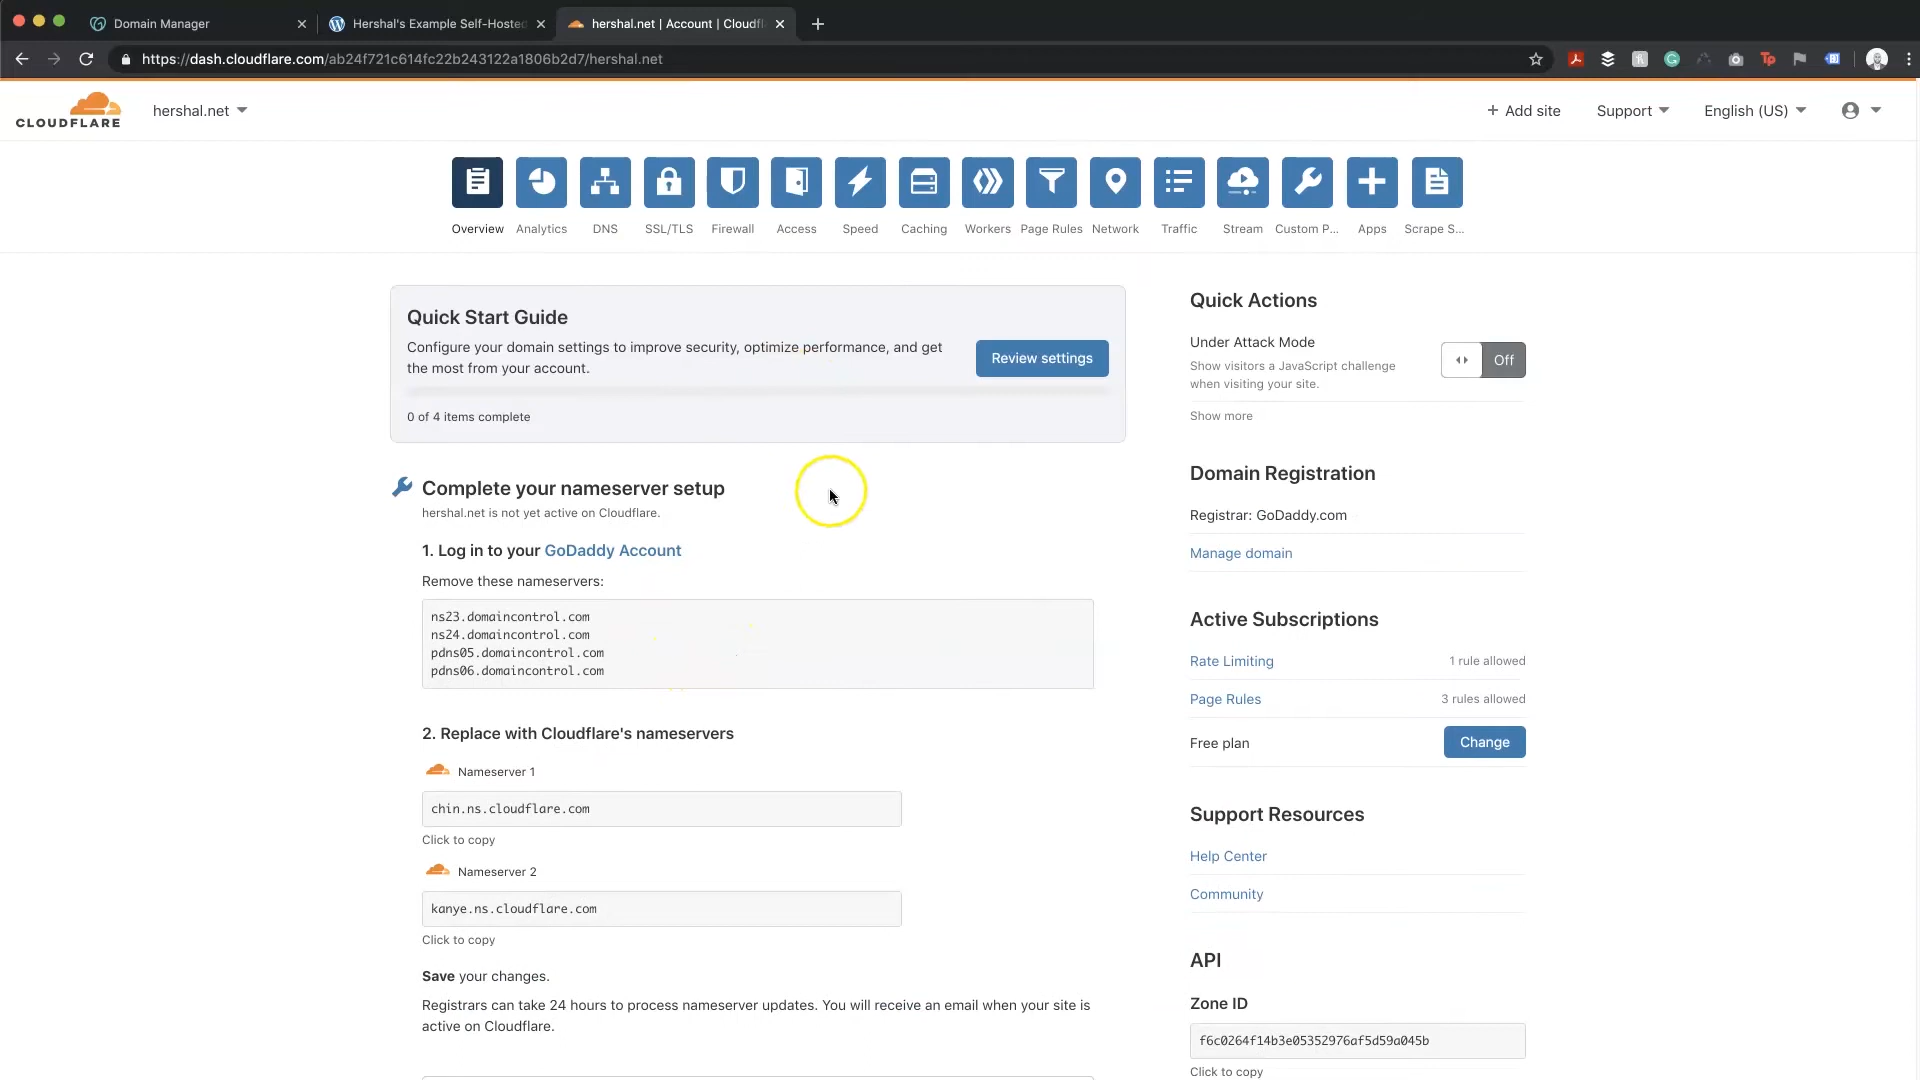 Domain Manager
Hershal's Example Self-Hosted
hershal.net | Account | Cloudfl
https://dash.cloudflare.com/ab24f721c614fc22b243122a1806b2d7/hershal.net
CLOUDFLARE
hershal.net
+ Add site
Support
English (US)
Overview
Analytics
DNS
SSL/TLS
Firewall
Access
Speed
Caching
Workers
Page Rules
Network
Traffic
Stream
Custom P...
Apps
Scrape S...
Quick Start Guide
Configure your domain settings to improve security, optimize performance, and get
the most from your account.
Review settings
0 of 4 items complete
Complete your nameserver setup
hershal.net is not yet active on Cloudflare.
1. Log in to your GoDaddy Account
Remove these nameservers:
ns23.domaincontrol.com
ns24.domaincontrol.com
pdns05.domaincontrol.com
pdns06.domaincontrol.com
2. Replace with Cloudflare's nameservers
Nameserver 1
chin.ns.cloudflare.com
Click to copy
Nameserver 2
kanye.ns.cloudflare.com
Click to copy
Save your changes.
Registrars can take 24 hours to process nameserver updates. You will receive an email when your site is
active on Cloudflare.
Quick Actions
Under Attack Mode
Show visitors a JavaScript challenge
when visiting your site.
Off
Show more
Domain Registration
Registrar: GoDaddy.com
Manage domain
Active Subscriptions
Rate Limiting
1 rule allowed
Page Rules
3 rules allowed
Free plan
Change
Support Resources
Help Center
Community
API
Zone ID
f6c0264f14b3e05352976af5d59a045b
Click to copy